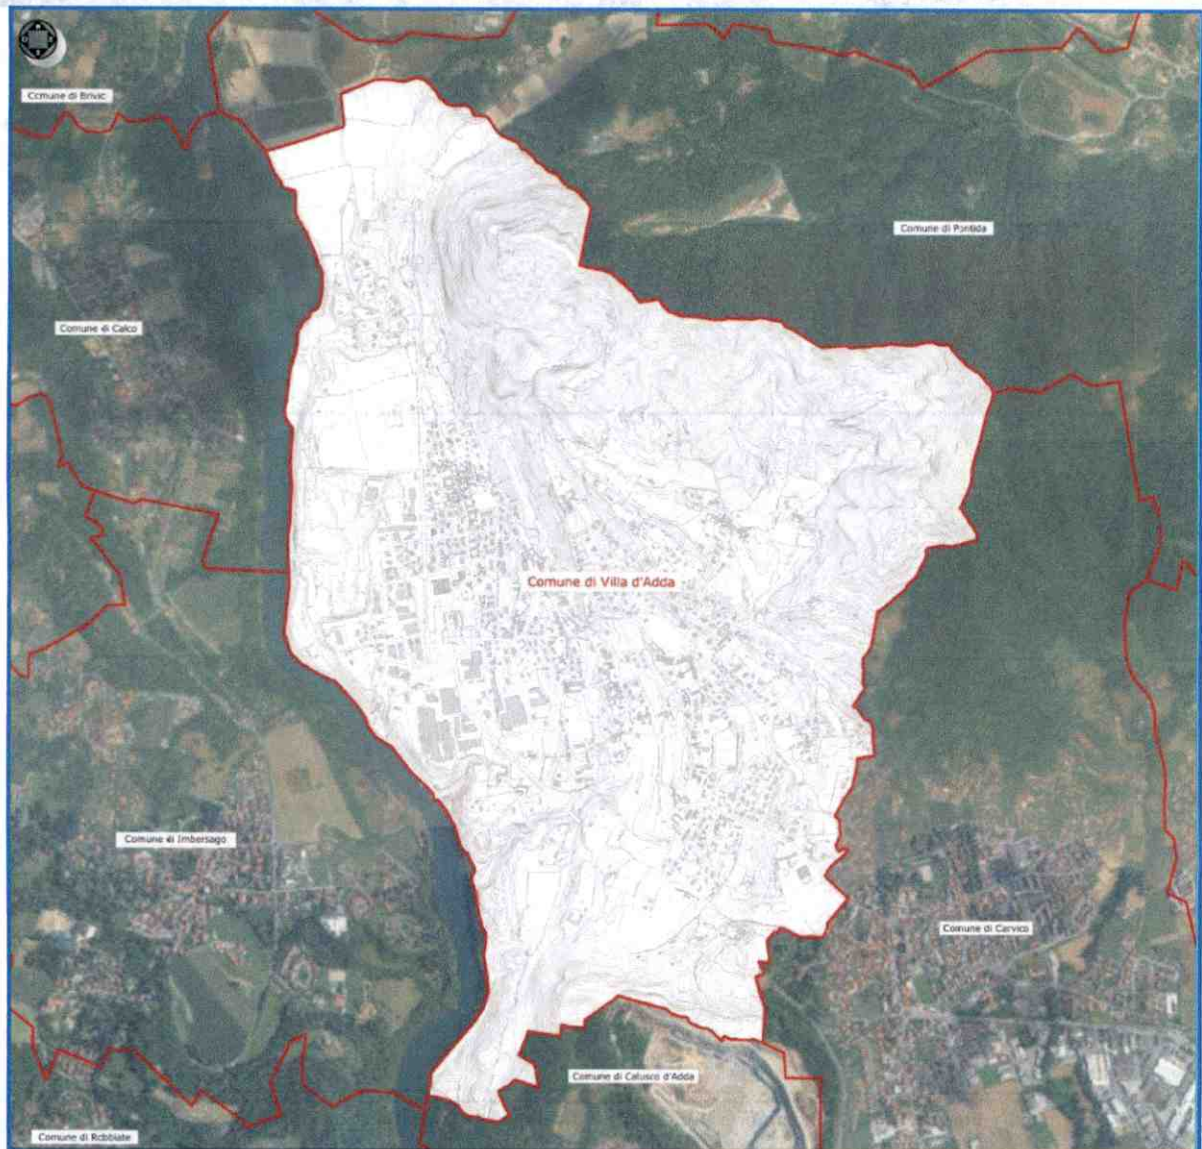 Comune di Brivio
Comune di Pontida
Comune di Calco
Comune di Villa d'Adda
Comune di Imbersago
Comune di Carvico
Comune di Calusco d'Adda
Comune di Robbiate